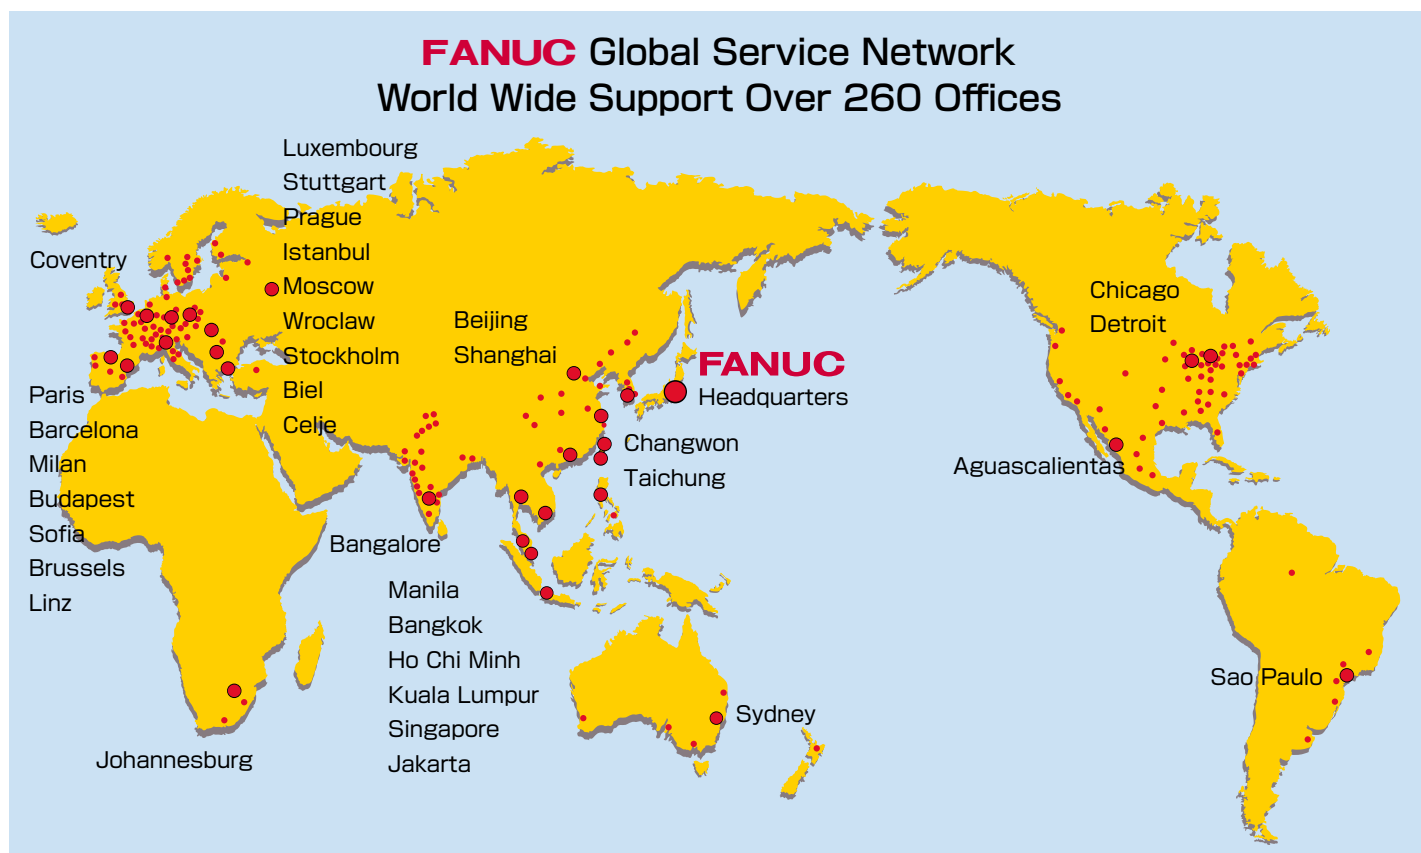 FANUC Global Service Network
World Wide Support Over 260 Offices
Luxembourg
Stuttgart
Prague
Istanbul
Moscow
Wroclaw
Stockholm
Biel
Celje
Coventry
Paris
Barcelona
Milan
Budapest
Sofia
Brussels
Linz
Beijing
Shanghai
FANUC
Headquarters
Changwon
Taichung
Bangalore
Manila
Bangkok
Ho Chi Minh
Kuala Lumpur
Singapore
Jakarta
Johannesburg
Sydney
Chicago
Detroit
Aguascalientas
Sao Paulo